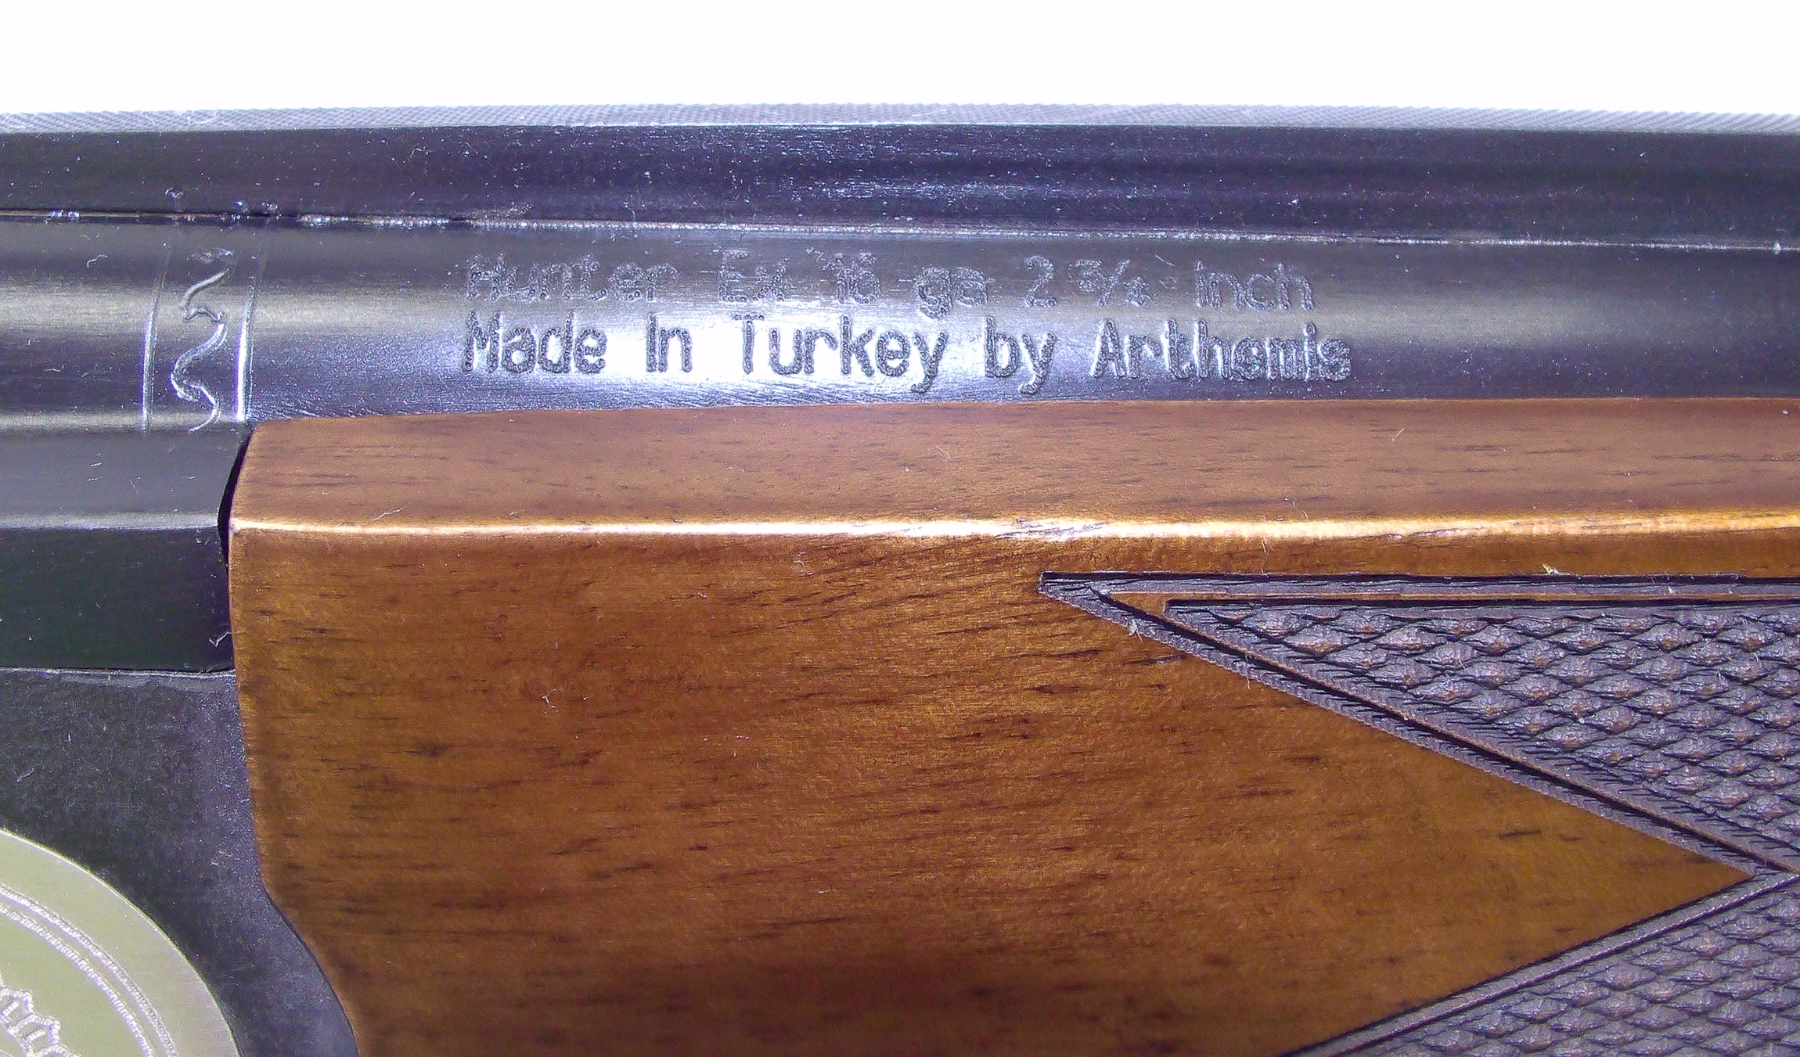 Hunter Ex 16 ga 2 3/4 inch
Made In Turkey by Arthemis